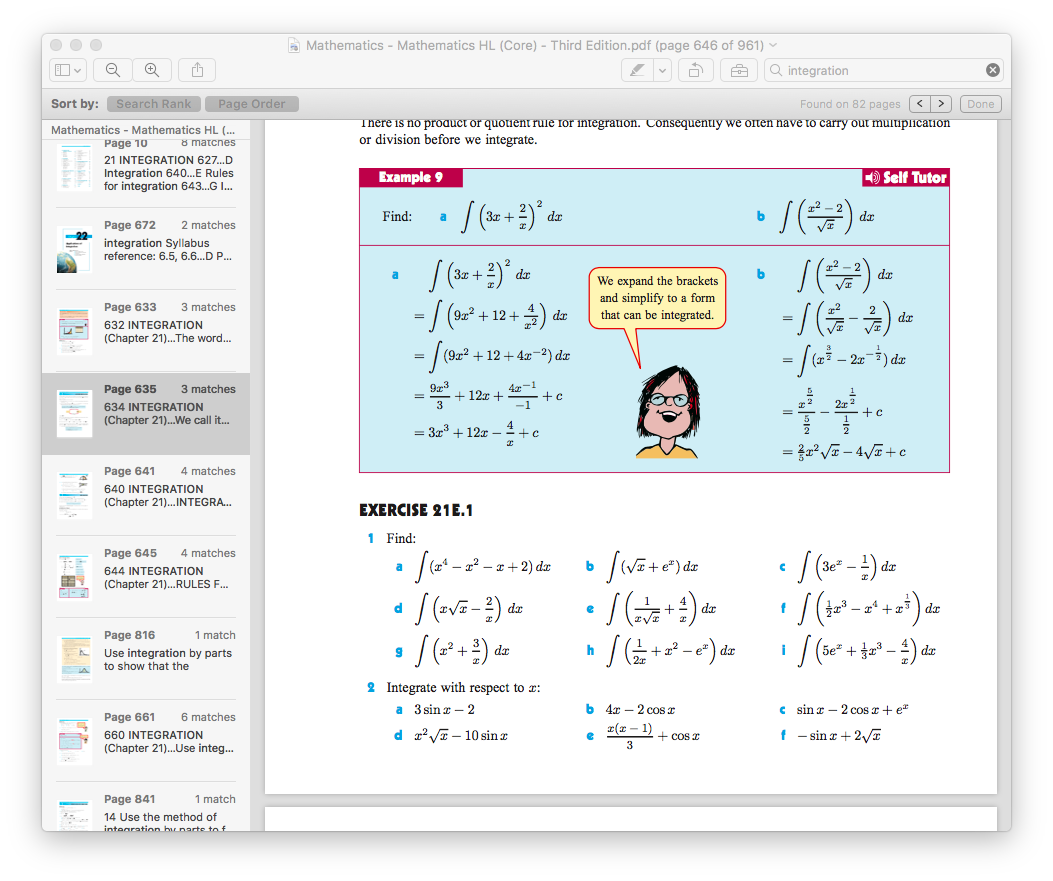 Mathematics - Mathematics HL (Core) - Third Edition.pdf (page 646 of 961)
integration
Sort by: Search Rank Page Order Found on 82 pages < > Done
Mathematics - Mathematics HL (...
Page 10 8 matches
21 INTEGRATION 627...D
Integration 640...E Rules
for integration 643...G I...
Page 672 2 matches
integration Syllabus
reference: 6.5, 6.6...D P...
Page 633 3 matches
632 INTEGRATION
(Chapter 21)...The word...
Page 635 3 matches
634 INTEGRATION
(Chapter 21)...We call it...
Page 641 4 matches
640 INTEGRATION
(Chapter 21)...INTEGRA...
Page 645 4 matches
644 INTEGRATION
(Chapter 21)...RULES F...
Page 816 1 match
Use integration by parts
to show that the
Page 661 6 matches
660 INTEGRATION
(Chapter 21)...Use integ...
Page 841 1 match
14 Use the method of
integration by parts to f
There is no product or quotient rule for integration. Consequently we often have to carry out multiplication
or division before we integrate.
Example 9 Self Tutor
Find: a ∫(3x + 2/x)² dx b ∫((x² − 2)/√x) dx
a ∫(3x + 2/x)² dx
= ∫(9x² + 12 + 4/x²) dx
= ∫(9x² + 12 + 4x⁻²) dx
= 9x³/3 + 12x + 4x⁻¹/−1 + c
= 3x³ + 12x − 4/x + c
We expand the brackets
and simplify to a form
that can be integrated.
b ∫((x² − 2)/√x) dx
= ∫(x²/√x − 2/√x) dx
= ∫(x^(3/2) − 2x^(−1/2)) dx
= x^(5/2)/(5/2) − 2x^(1/2)/(1/2) + c
= 2/5 x²√x − 4√x + c
EXERCISE 21E.1
1 Find:
a ∫(x⁴ − x² − x + 2) dx b ∫(√x + eˣ) dx c ∫(3eˣ − 1/x) dx
d ∫(x√x − 2/x) dx e ∫(1/(x√x) + 4/x) dx f ∫(1/2 x³ − x⁴ + x^(1/3)) dx
g ∫(x² + 3/x) dx h ∫(1/(2x) + x² − eˣ) dx i ∫(5eˣ + 1/3 x³ − 4/x) dx
2 Integrate with respect to x:
a 3 sin x − 2 b 4x − 2 cos x c sin x − 2 cos x + eˣ
d x²√x − 10 sin x e x(x − 1)/3 + cos x f − sin x + 2√x